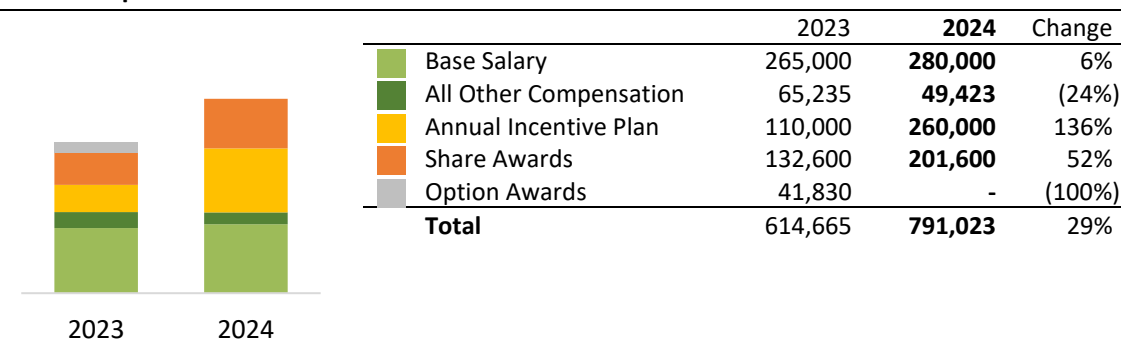 2023 2024 Change
Base Salary 265,000 280,000 6%
All Other Compensation 65,235 49,423 (24%)
Annual Incentive Plan 110,000 260,000 136%
Share Awards 132,600 201,600 52%
Option Awards 41,830 - (100%)
Total 614,665 791,023 29%
2023 2024